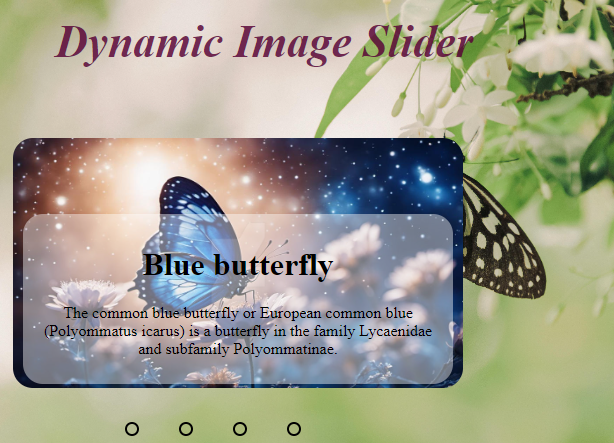 Dynamic Image Slider
Blue butterfly
The common blue butterfly or European common blue
(Polyommatus icarus) is a butterfly in the family Lycaenidae
and subfamily Polyommatinae.